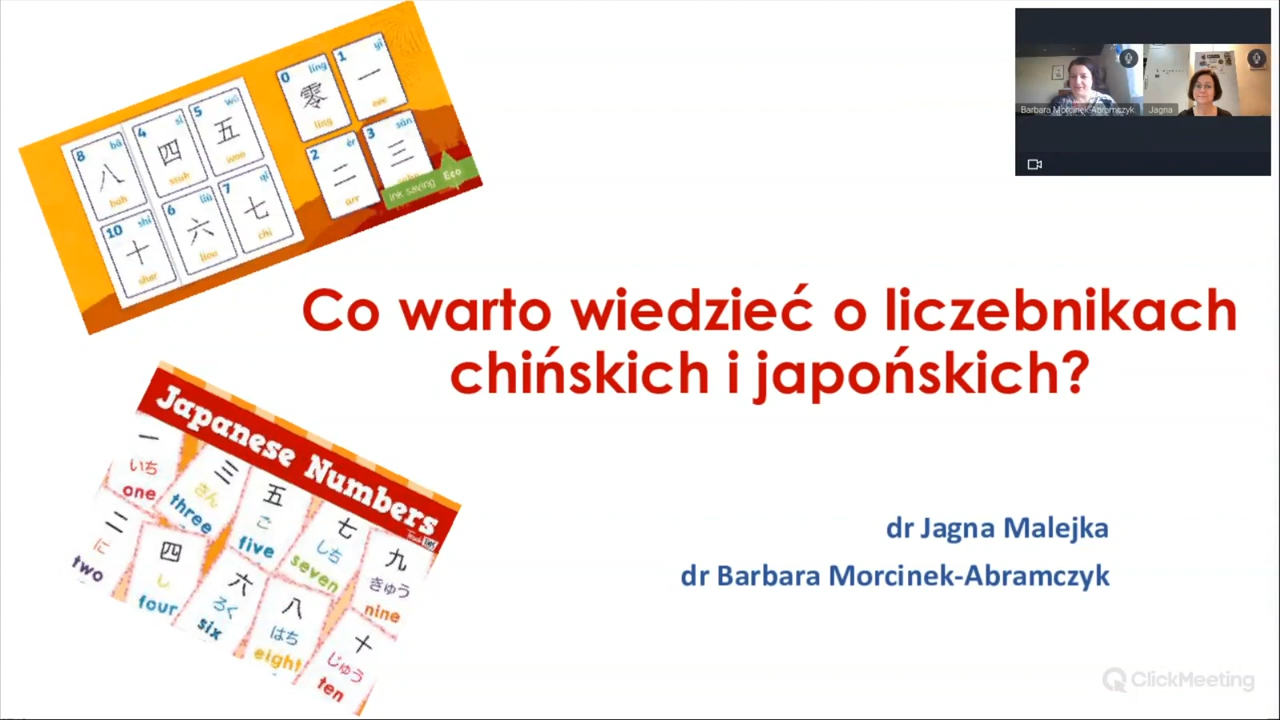 8 bā
八
bah
4 sì
四
ssuh
5 wǔ
五
woo
10 shí
十
sher
6 liù
六
lioo
7 qī
七
chi
0 líng
零
ling
1 yī
一
eee
2 èr
二
arr
3 sān
三
ink saving Eco
Barbara Morcinek-Abramczyk
Jagna
Co warto wiedzieć o liczebnikach
chińskich i japońskich?
Japanese Numbers
一
いち
one
三
さん
three
五
ご
five
七
しち
seven
九
きゅう
nine
二
に
two
四
し
four
六
ろく
six
八
はち
eight
十
じゅう
ten
dr Jagna Malejka
dr Barbara Morcinek-Abramczyk
ClickMeeting